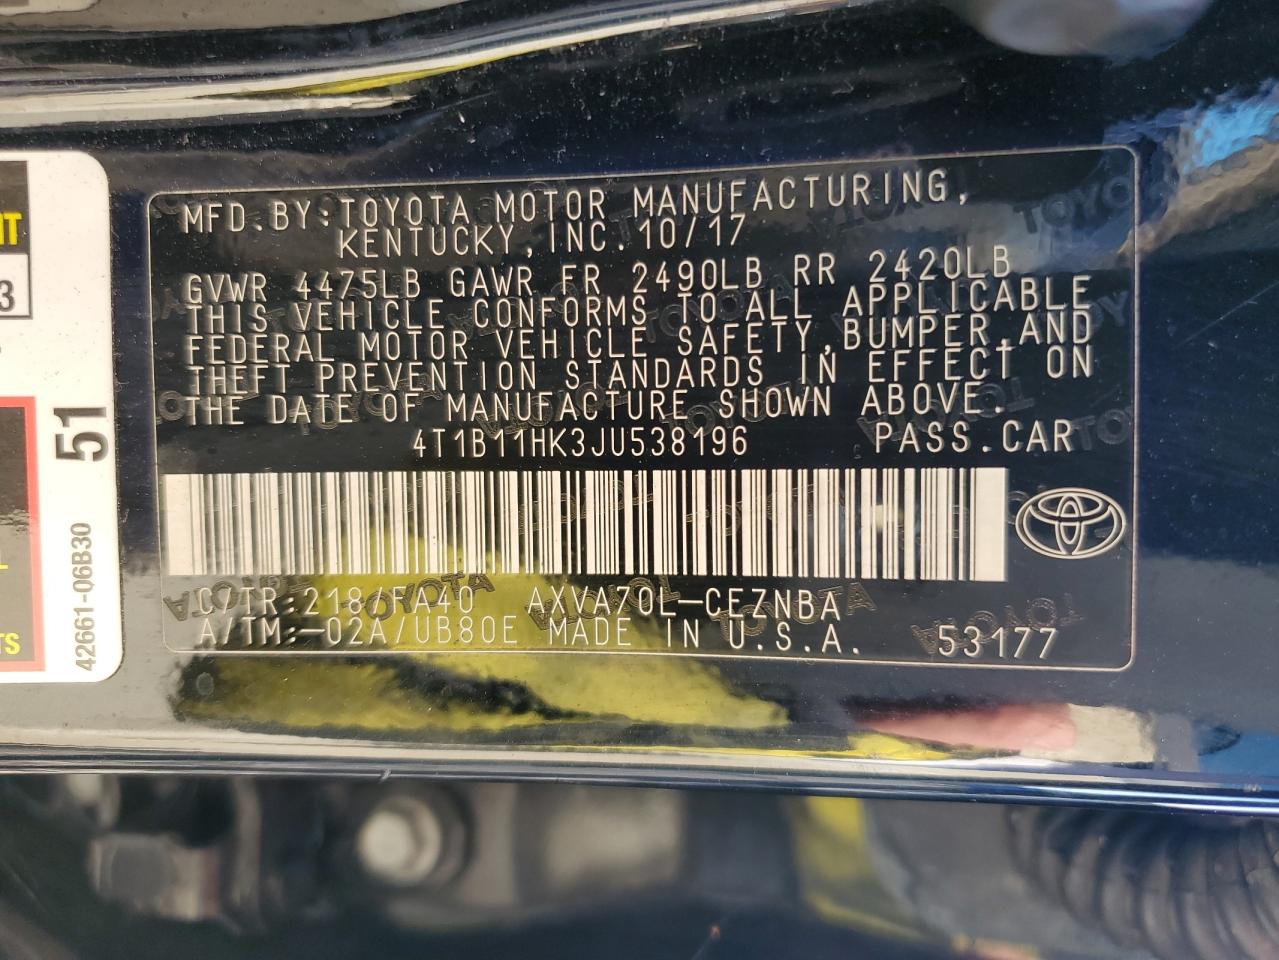 MFD.BY:TOYOTA MOTOR MANUFACTURING,
KENTUCKY,INC.10/17
GVWR 4475LB GAWR FR 2490LB RR 2420LB
THIS VEHICLE CONFORMS TO ALL APPLICABLE
FEDERAL MOTOR VEHICLE SAFETY,BUMPER,AND
THEFT PREVENTION STANDARDS IN EFFECT ON
THE DATE OF MANUFACTURE SHOWN ABOVE.
4T1B11HK3JU538196 PASS.CAR
C/TR:218/FA40 AXVA70L-CEZNBA
A/TM:-02A/UB80E MADE IN U.S.A. 53177
51
42661-06B30
3